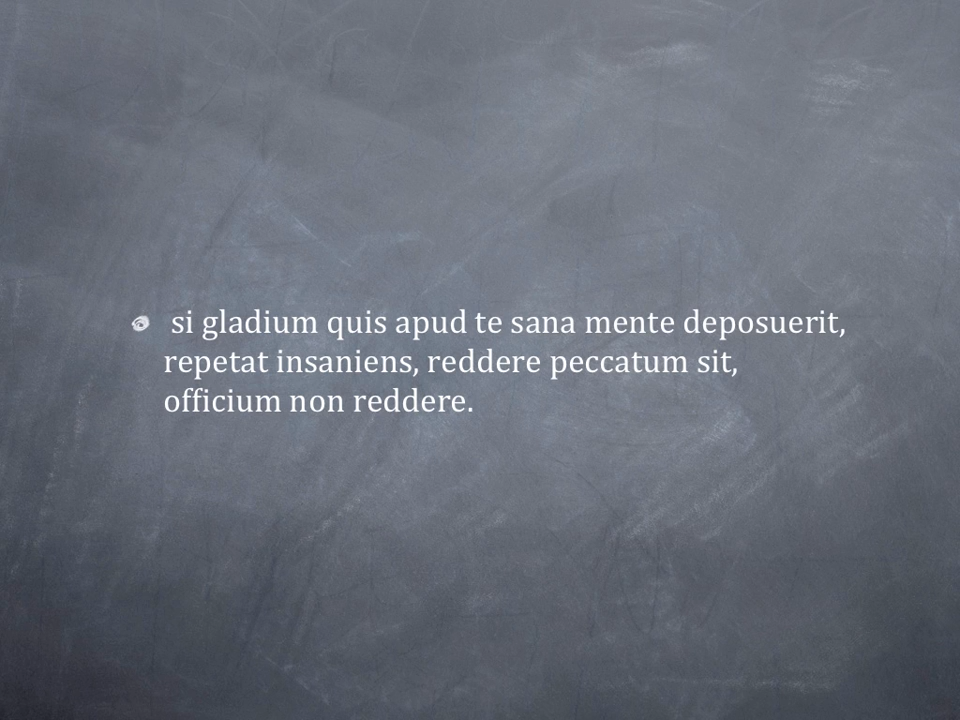 si gladium quis apud te sana mente deposuerit,
repetat insaniens, reddere peccatum sit,
officium non reddere.